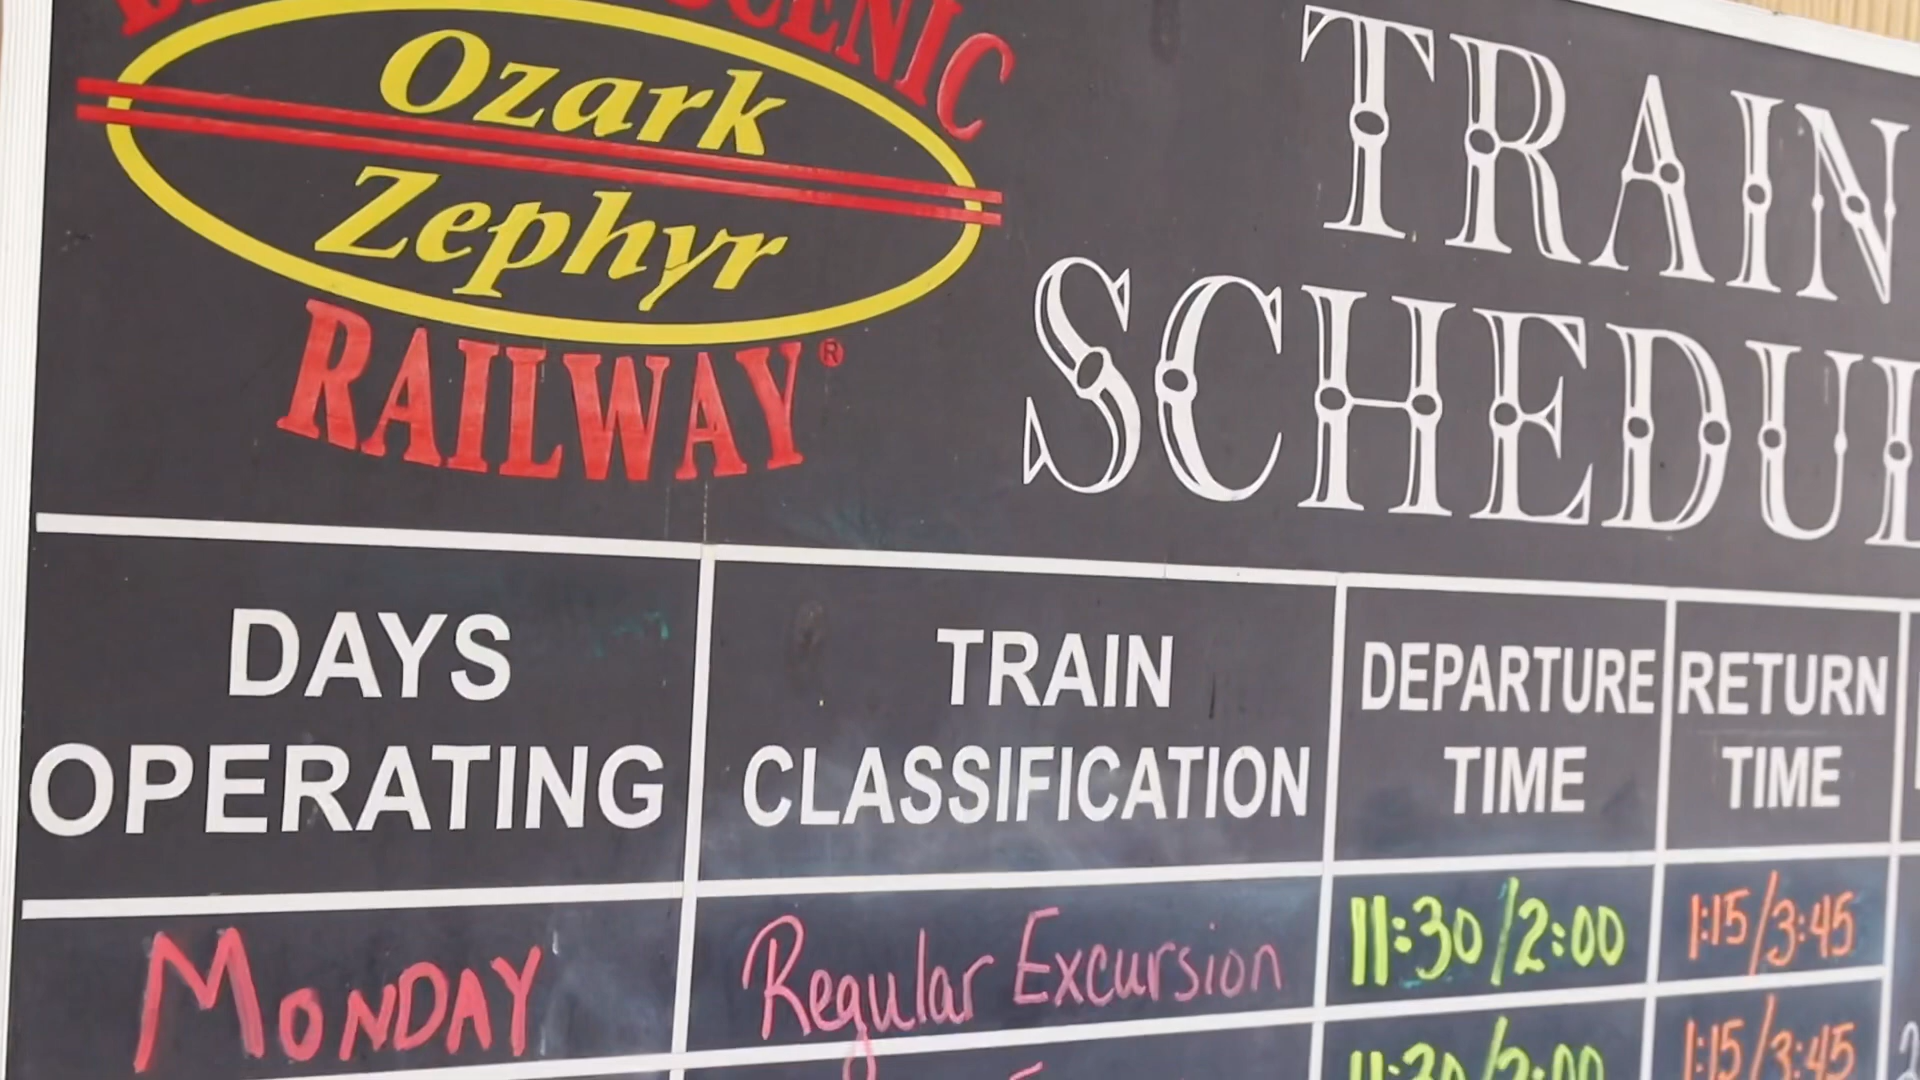 SCENIC
Ozark
Zephyr
RAILWAY®
TRAIN
SCHEDUL
DAYS
OPERATING
TRAIN
CLASSIFICATION
DEPARTURE
TIME
RETURN
TIME
MONDAY
Regular Excursion
11:30/2:00
1:15/3:45
11:30/2:00
1:15/3:45